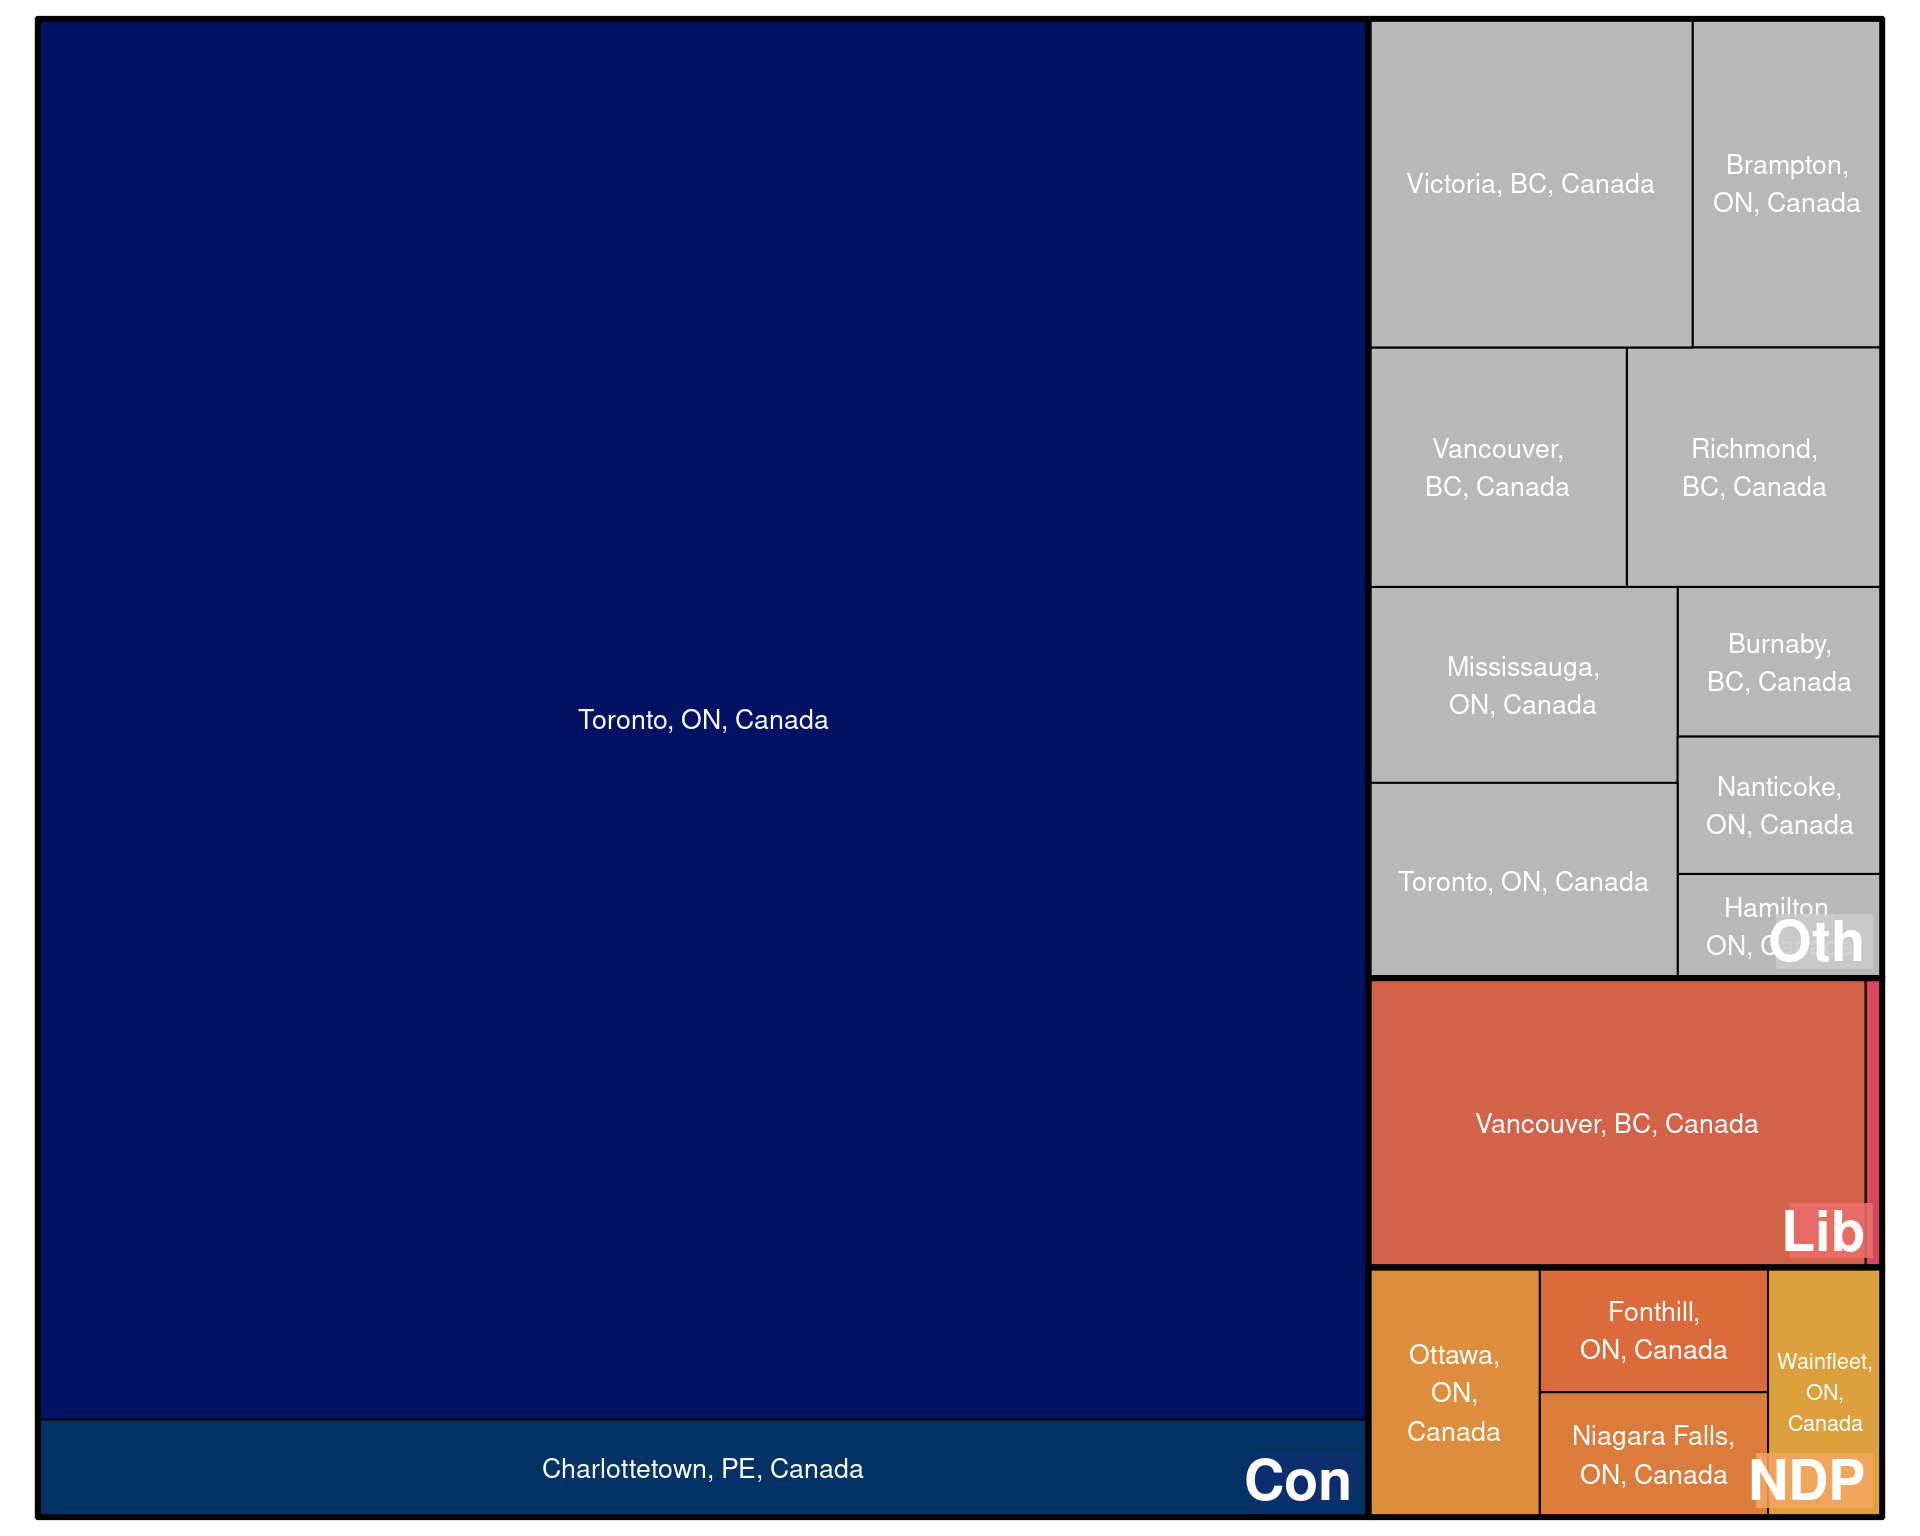 Toronto, ON, Canada
Charlottetown, PE, Canada
Con
Victoria, BC, Canada
Brampton,
ON, Canada
Vancouver,
BC, Canada
Richmond,
BC, Canada
Mississauga,
ON, Canada
Burnaby,
BC, Canada
Nanticoke,
ON, Canada
Toronto, ON, Canada
Hamilton,
ON, Canada
Oth
Vancouver, BC, Canada
Lib
Ottawa,
ON,
Canada
Fonthill,
ON, Canada
Niagara Falls,
ON, Canada
Wainfleet,
ON,
Canada
NDP